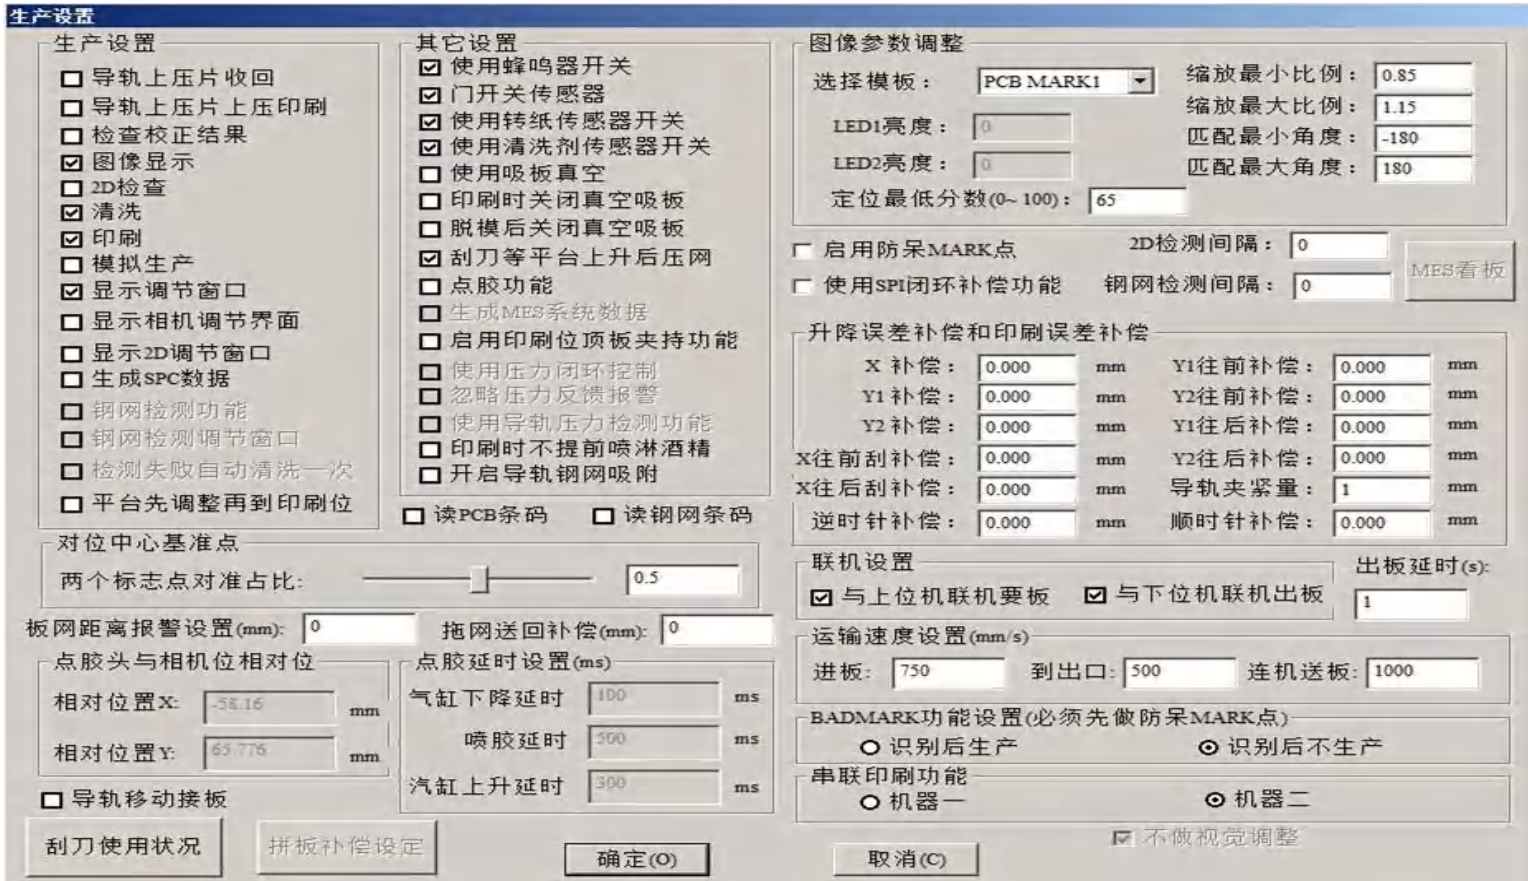 生产设置
生产设置
导轨上压片收回
导轨上压片上压印刷
检查校正结果
图像显示
2D检查
清洗
印刷
模拟生产
显示调节窗口
显示相机调节界面
显示2D调节窗口
生成SPC数据
钢网检测功能
钢网检测调节窗口
检测失败自动清洗一次
平台先调整再到印刷位
其它设置
使用蜂鸣器开关
门开关传感器
使用转纸传感器开关
使用清洗剂传感器开关
使用吸板真空
印刷时关闭真空吸板
脱模后关闭真空吸板
刮刀等平台上升后压网
点胶功能
生成MES系统数据
启用印刷位顶板夹持功能
使用压力闭环控制
忽略压力反馈报警
使用导轨压力检测功能
印刷时不提前喷淋酒精
开启导轨钢网吸附
读PCB条码 读钢网条码
对位中心基准点
两个标志点对准占比: 0.5
板网距离报警设置(mm): 0 拖网送回补偿(mm): 0
点胶头与相机位相对位
相对位置X: -58.16 mm
相对位置Y: 65.776 mm
点胶延时设置(ms)
气缸下降延时 100 ms
喷胶延时 500 ms
汽缸上升延时 300 ms
导轨移动接板
刮刀使用状况 拼板补偿设定 确定(O) 取消(C)
图像参数调整
选择模板: PCB MARK1 缩放最小比例: 0.85
缩放最大比例: 1.15
LED1亮度: 0 匹配最小角度: -180
LED2亮度: 0 匹配最大角度: 180
定位最低分数(0~100): 65
启用防呆MARK点 2D检测间隔: 0
使用SPI闭环补偿功能 钢网检测间隔: 0
MES看板
升降误差补偿和印刷误差补偿
X 补偿: 0.000 mm Y1往前补偿: 0.000 mm
Y1补偿: 0.000 mm Y2往前补偿: 0.000 mm
Y2补偿: 0.000 mm Y1往后补偿: 0.000 mm
X往前刮补偿: 0.000 mm Y2往后补偿: 0.000 mm
X往后刮补偿: 0.000 mm 导轨夹紧量: 1 mm
逆时针补偿: 0.000 mm 顺时针补偿: 0.000 mm
联机设置
与上位机联机要板 与下位机联机出板
出板延时(s):
1
运输速度设置(mm/s)
进板: 750 到出口: 500 连机送板: 1000
BADMARK功能设置(必须先做防呆MARK点)
识别后生产 识别后不生产
串联印刷功能
机器一 机器二
不做视觉调整